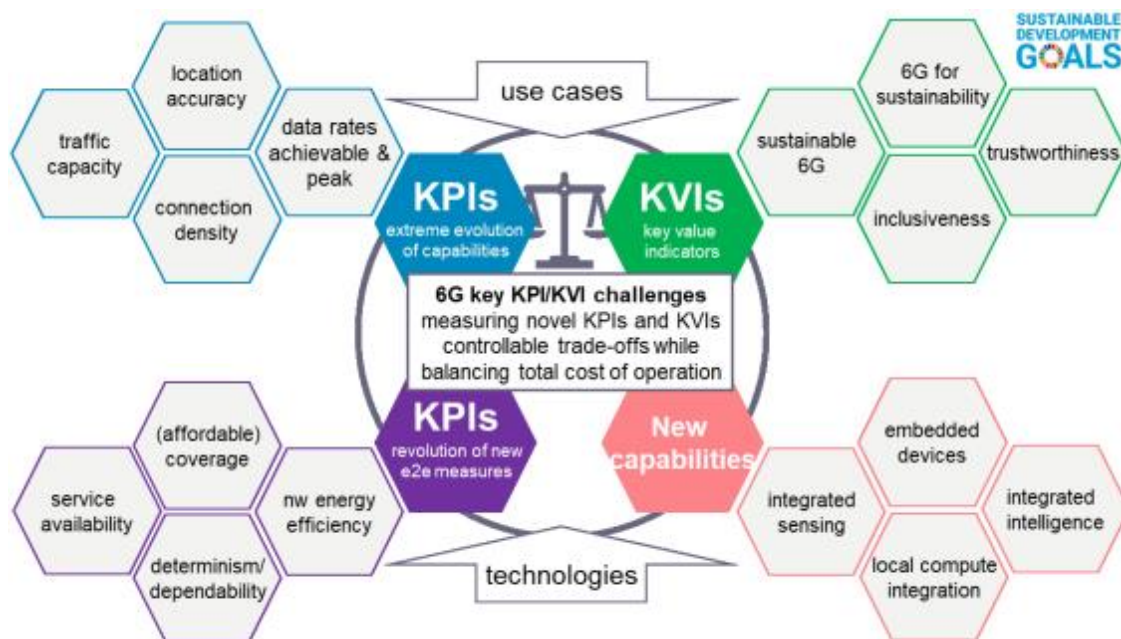 SUSTAINABLE
DEVELOPMENT
GOALS
use cases
location
accuracy
traffic
capacity
data rates
achievable &
peak
connection
density
KPIs
extreme evolution
of capabilities
KVIs
key value
indicators
6G for
sustainability
sustainable
6G
trustworthiness
inclusiveness
6G key KPI/KVI challenges
measuring novel KPIs and KVIs
controllable trade-offs while
balancing total cost of operation
KPIs
revolution of new
e2e measures
New
capabilities
(affordable)
coverage
service
availability
nw energy
efficiency
determinism/
dependability
embedded
devices
integrated
sensing
integrated
intelligence
local compute
integration
technologies